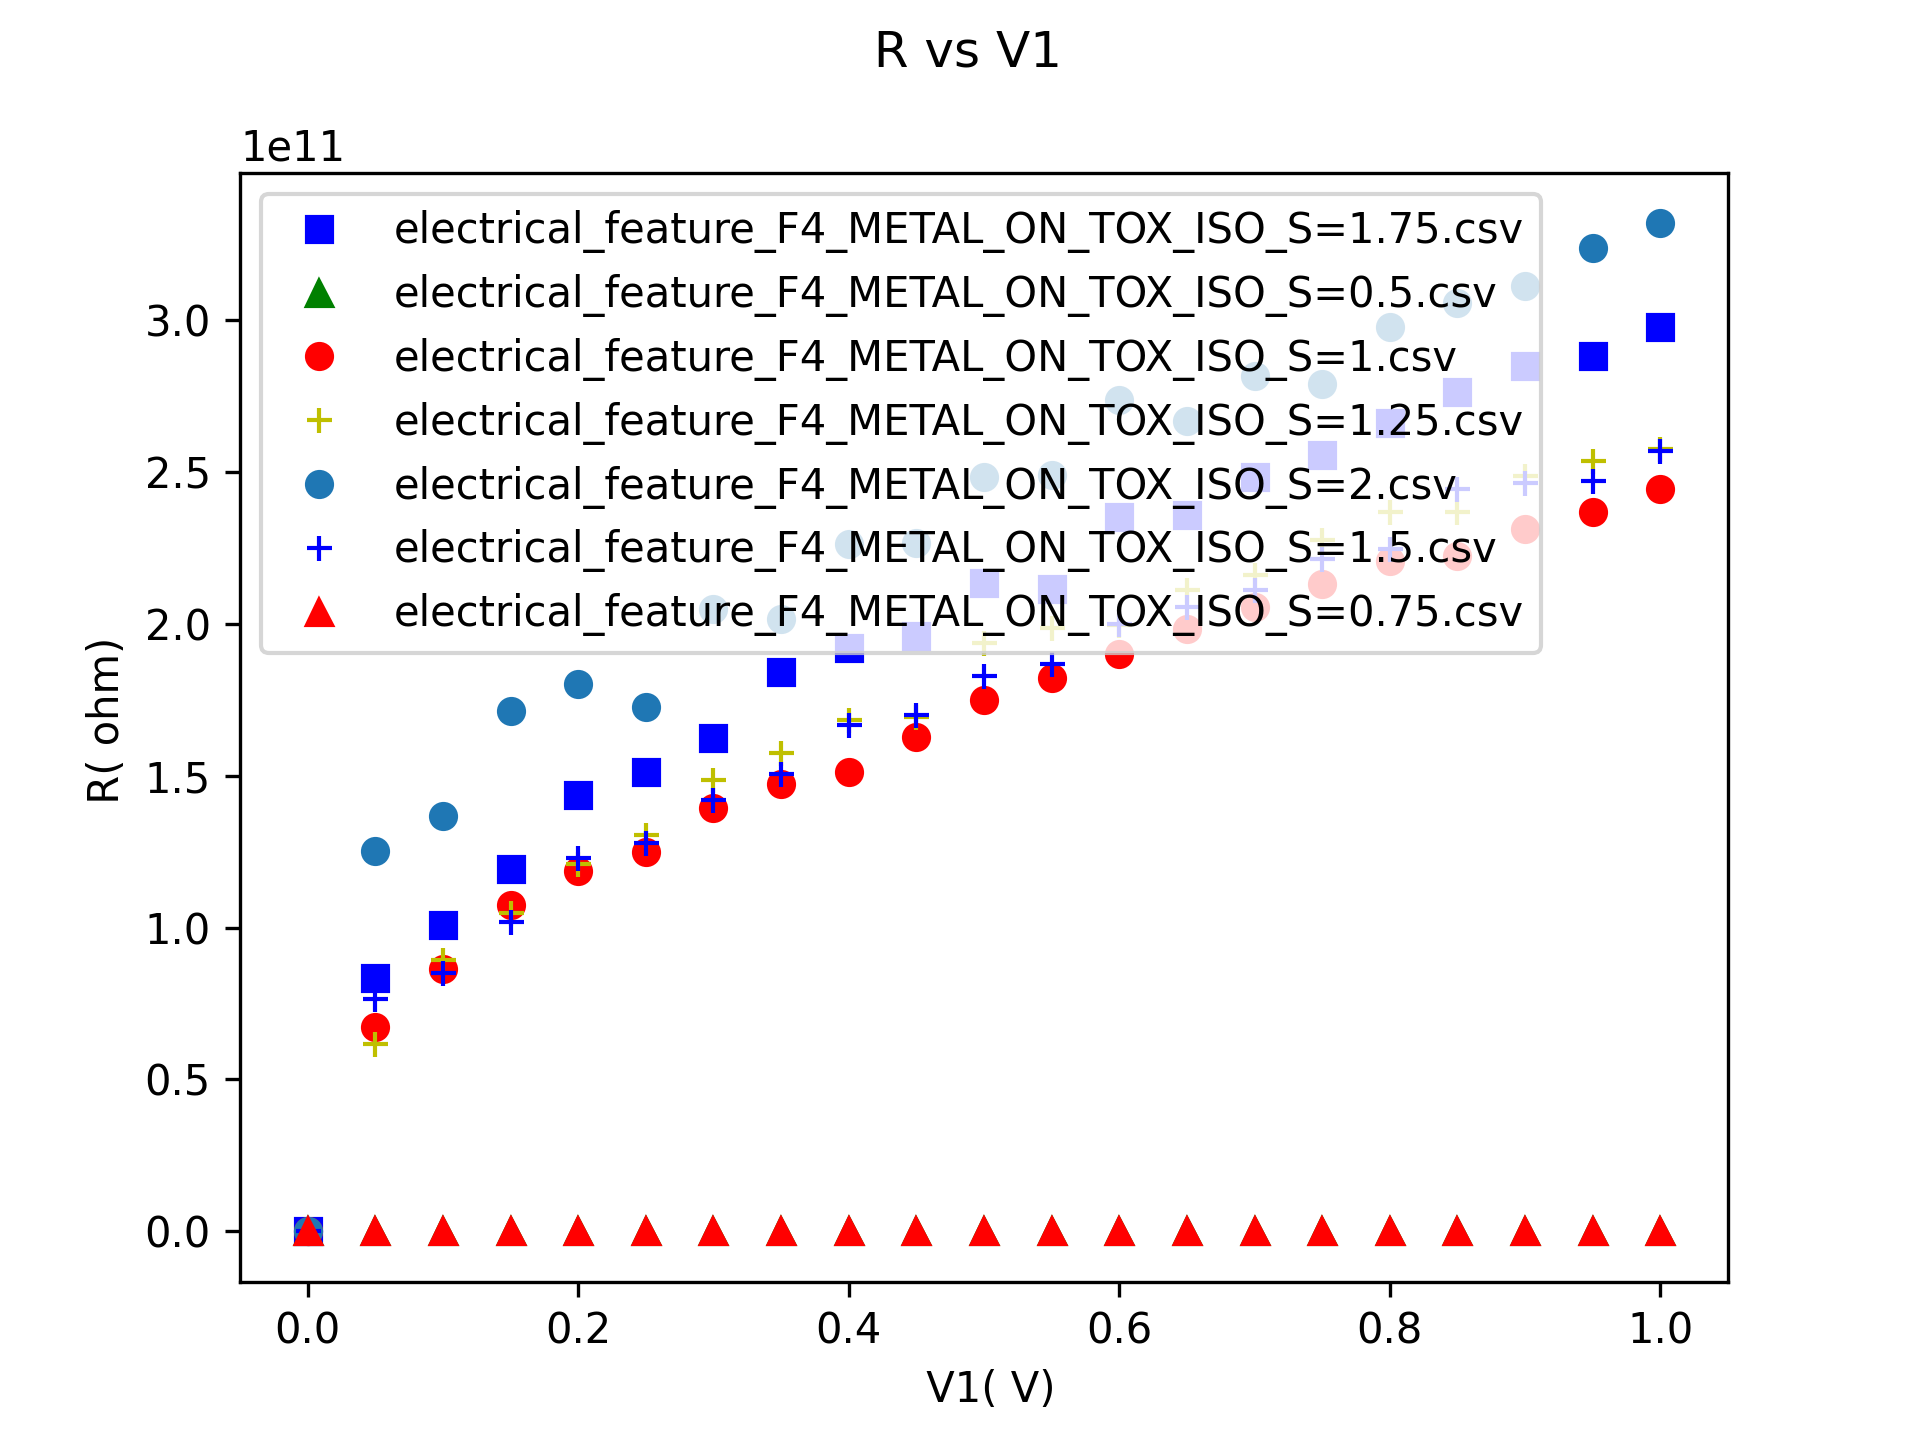 R vs V1
1e11
electrical_feature_F4_METAL_ON_TOX_ISO_S=1.75.csv
electrical_feature_F4_METAL_ON_TOX_ISO_S=0.5.csv
electrical_feature_F4_METAL_ON_TOX_ISO_S=1.csv
electrical_feature_F4_METAL_ON_TOX_ISO_S=1.25.csv
electrical_feature_F4_METAL_ON_TOX_ISO_S=2.csv
electrical_feature_F4_METAL_ON_TOX_ISO_S=1.5.csv
electrical_feature_F4_METAL_ON_TOX_ISO_S=0.75.csv
3.0
2.5
2.0
1.5
1.0
0.5
0.0
R( ohm)
0.0 0.2 0.4 0.6 0.8 1.0
V1( V)